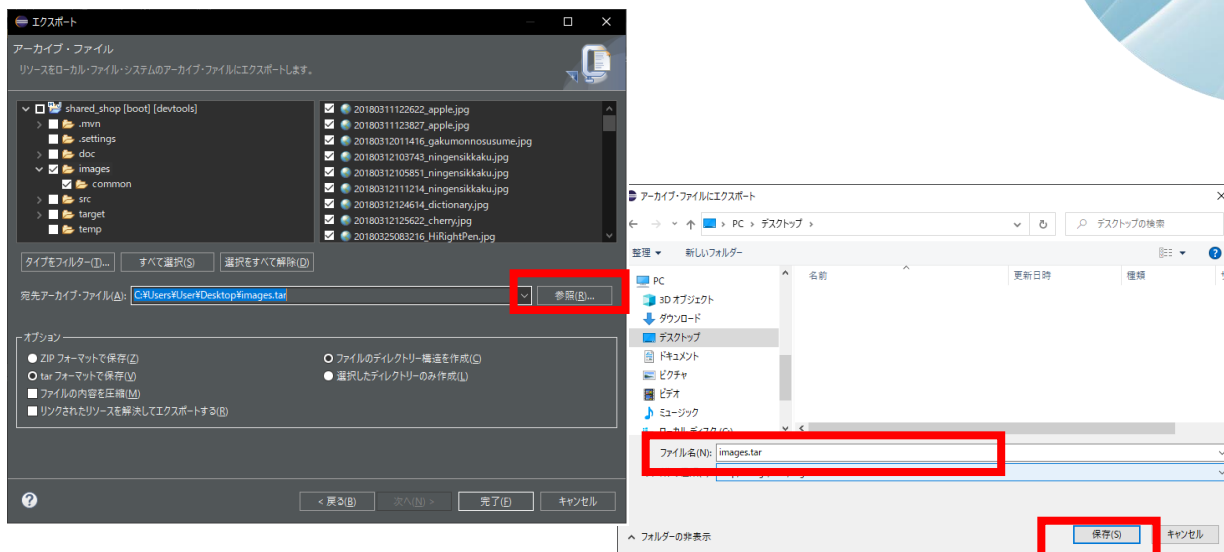 エクスポート
アーカイブ・ファイル
リソースをローカル・ファイル・システムのアーカイブ・ファイルにエクスポートします。
shared_shop [boot] [devtools]
.mvn
.settings
doc
images
common
src
target
temp
20180311122622_apple.jpg
20180311123827_apple.jpg
20180312011416_gakumonnosusume.jpg
20180312103743_ningensikkaku.jpg
20180312105851_ningensikkaku.jpg
20180312111214_ningensikkaku.jpg
20180312124614_dictionary.jpg
20180312125622_cherry.jpg
20180325083216_HiRightPen.jpg
タイプをフィルター(T)... すべて選択(S) 選択をすべて解除(D)
宛先アーカイブ・ファイル(A): C:¥Users¥User¥Desktop¥images.tar 参照(R)...
オプション
ZIP フォーマットで保存(Z)
tar フォーマットで保存(V)
ファイルの内容を圧縮(M)
リンクされたリソースを解決してエクスポートする(R)
ファイルのディレクトリー構造を作成(C)
選択したディレクトリーのみ作成(L)
< 戻る(B) 次へ(N) > 完了(F) キャンセル
アーカイブ・ファイルにエクスポート
PC › デスクトップ ›
デスクトップの検索
整理 新しいフォルダー
名前 更新日時 種類
PC
3D オブジェクト
ダウンロード
デスクトップ
ドキュメント
ピクチャ
ビデオ
ミュージック
ファイル名(N): images.tar
フォルダーの非表示
保存(S) キャンセル